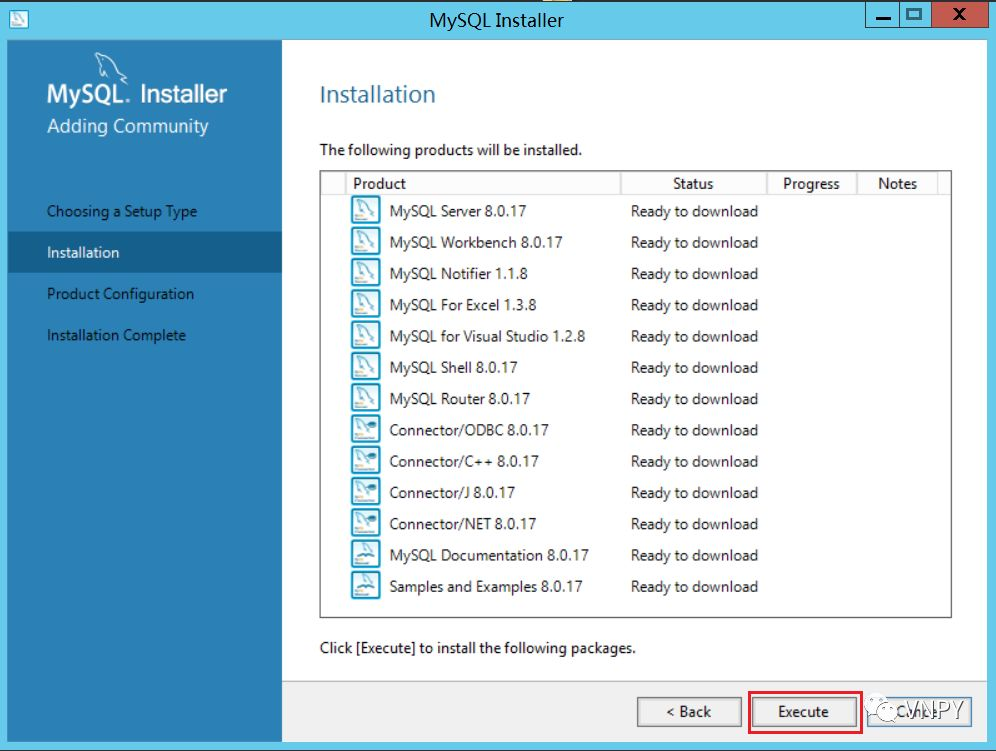 MySQL Installer
MySQL. Installer
Adding Community
Choosing a Setup Type
Installation
Product Configuration
Installation Complete
Installation
The following products will be installed.
Product Status Progress Notes
MySQL Server 8.0.17 Ready to download
MySQL Workbench 8.0.17 Ready to download
MySQL Notifier 1.1.8 Ready to download
MySQL For Excel 1.3.8 Ready to download
MySQL for Visual Studio 1.2.8 Ready to download
MySQL Shell 8.0.17 Ready to download
MySQL Router 8.0.17 Ready to download
Connector/ODBC 8.0.17 Ready to download
Connector/C++ 8.0.17 Ready to download
Connector/J 8.0.17 Ready to download
Connector/NET 8.0.17 Ready to download
MySQL Documentation 8.0.17 Ready to download
Samples and Examples 8.0.17 Ready to download
Click [Execute] to install the following packages.
< Back Execute VNPY